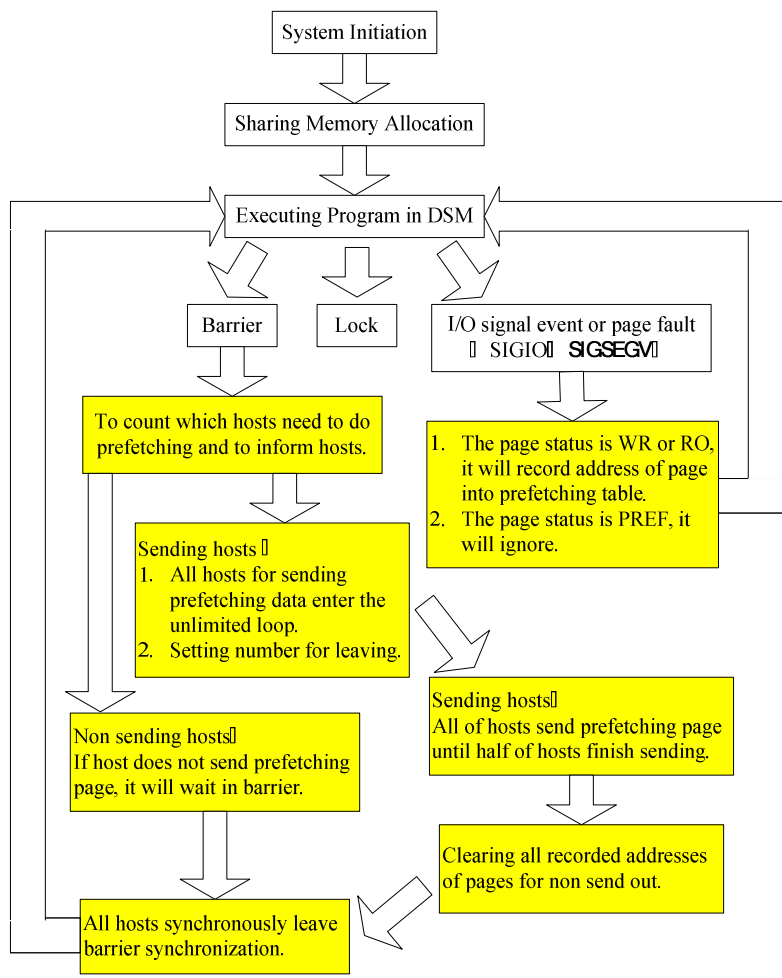 System Initiation
Sharing Memory Allocation
Executing Program in DSM
Barrier
Lock
I/O signal event or page fault
▯ SIGIO▯ SIGSEGV▯
To count which hosts need to do
prefetching and to inform hosts.
1. The page status is WR or RO,
it will record address of page
into prefetching table.
2. The page status is PREF, it
will ignore.
Sending hosts▯
1. All hosts for sending
prefetching data enter the
unlimited loop.
2. Setting number for leaving.
Non sending hosts▯
If host does not send prefetching
page, it will wait in barrier.
Sending hosts▯
All of hosts send prefetching page
until half of hosts finish sending.
Clearing all recorded addresses
of pages for non send out.
All hosts synchronously leave
barrier synchronization.